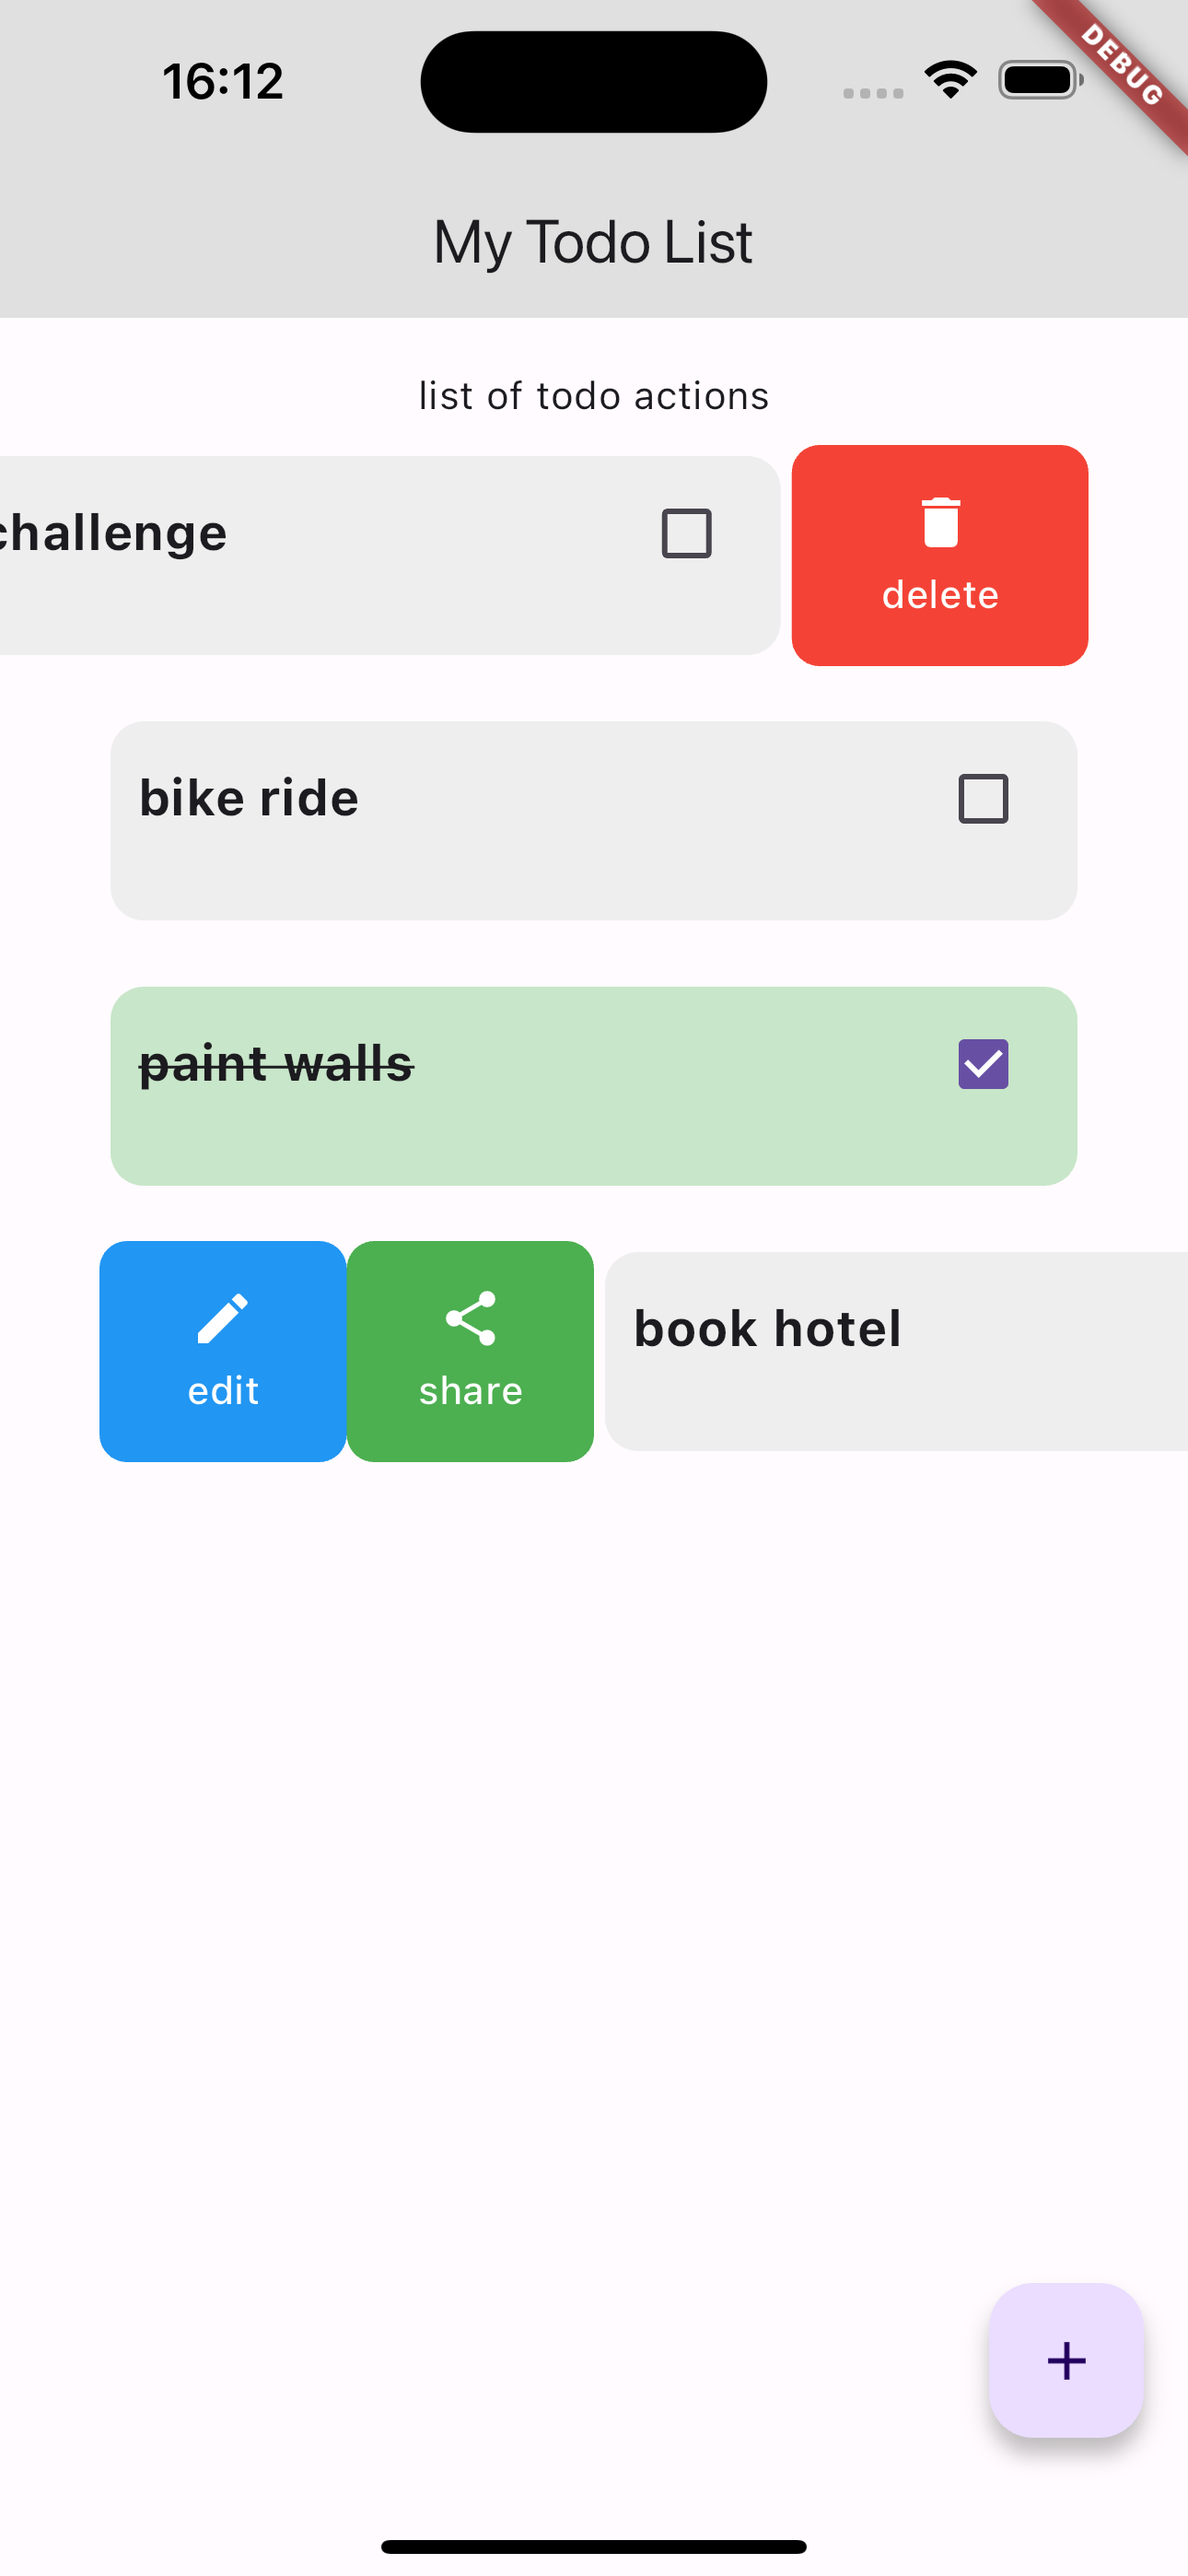 16:12
DEBUG
My Todo List
list of todo actions
challenge
delete
bike ride
paint walls
edit
share
book hotel